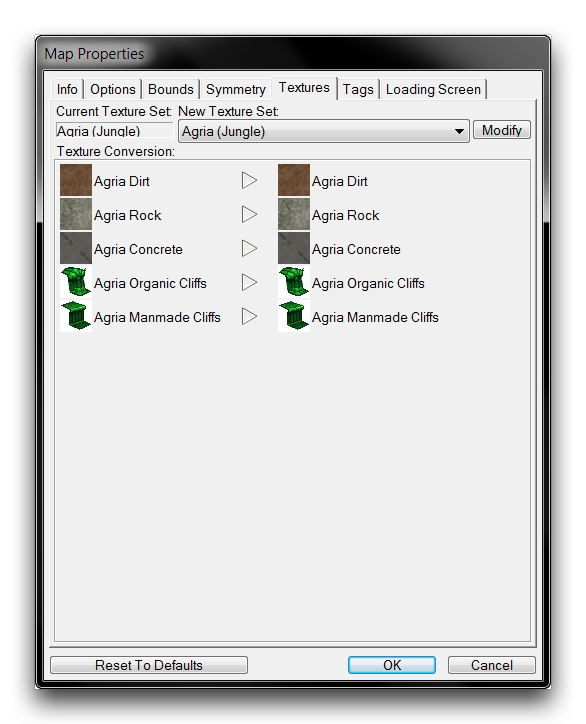 Map Properties
Info Options Bounds Symmetry Textures Tags Loading Screen
Current Texture Set: New Texture Set:
Agria (Jungle) Agria (Jungle) Modify
Texture Conversion:
Agria Dirt Agria Dirt
Agria Rock Agria Rock
Agria Concrete Agria Concrete
Agria Organic Cliffs Agria Organic Cliffs
Agria Manmade Cliffs Agria Manmade Cliffs
Reset To Defaults OK Cancel